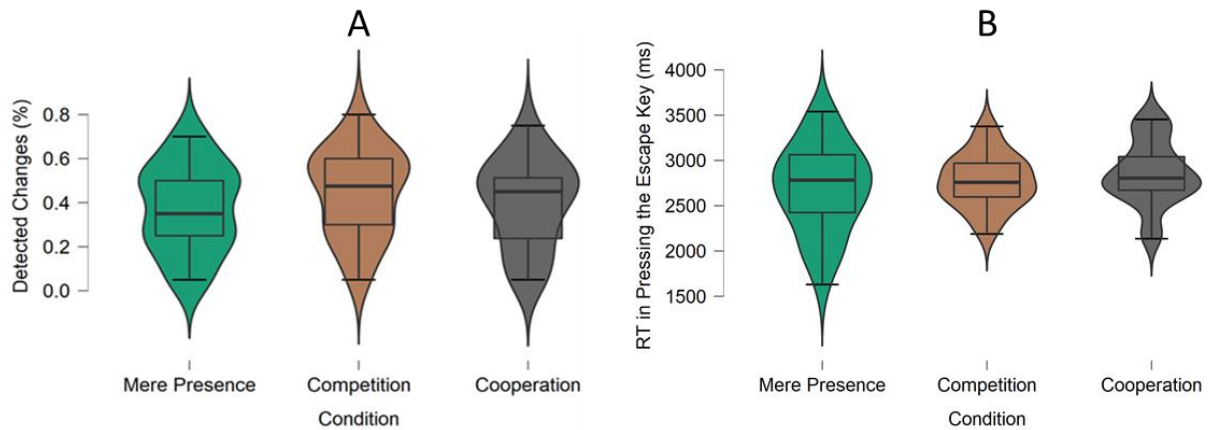 A
Detected Changes (%)
0.8
0.6
0.4
0.2
0.0
Mere Presence
Competition
Cooperation
Condition
B
RT in Pressing the Escape Key (ms)
4000
3500
3000
2500
2000
1500
Mere Presence
Competition
Cooperation
Condition